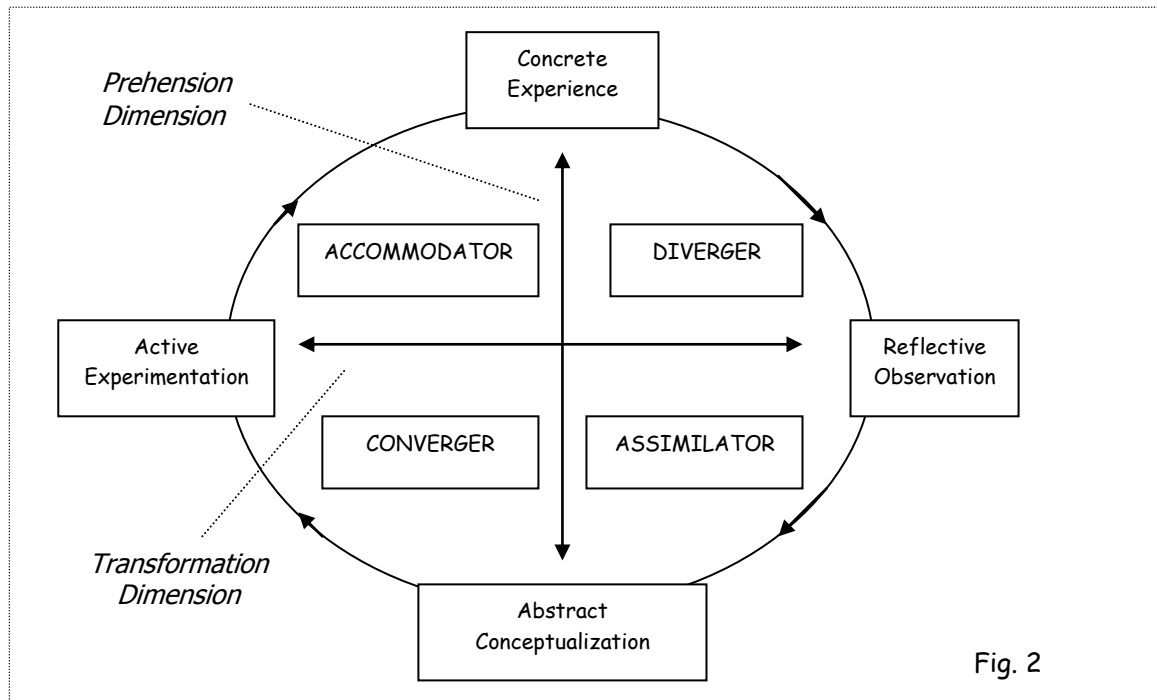 Concrete
Experience
Prehension
Dimension
ACCOMMODATOR
DIVERGER
Active
Experimentation
Reflective
Observation
CONVERGER
ASSIMILATOR
Transformation
Dimension
Abstract
Conceptualization
Fig. 2